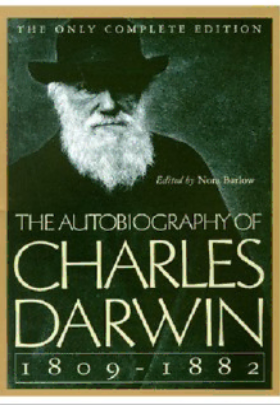 THE ONLY COMPLETE EDITION
Edited by Nora Barlow
THE AUTOBIOGRAPHY OF
CHARLES
DARWIN
1809-1882